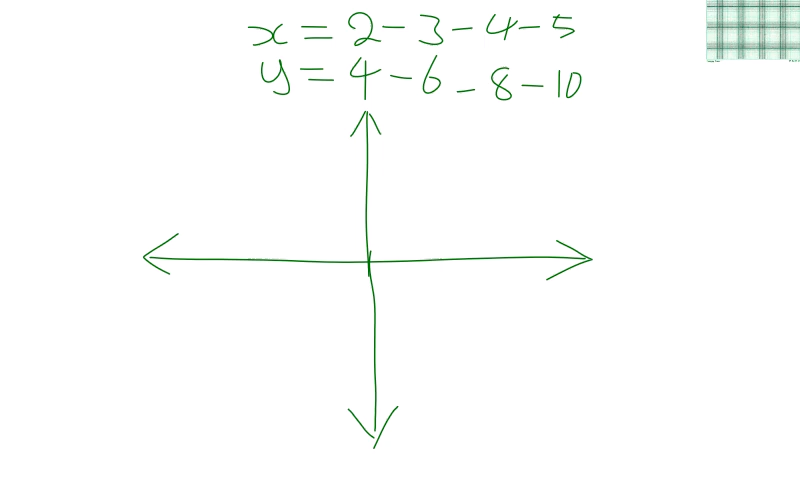 x = 2 - 3 - 4 - 5
y = 4 - 6 - 8 - 10